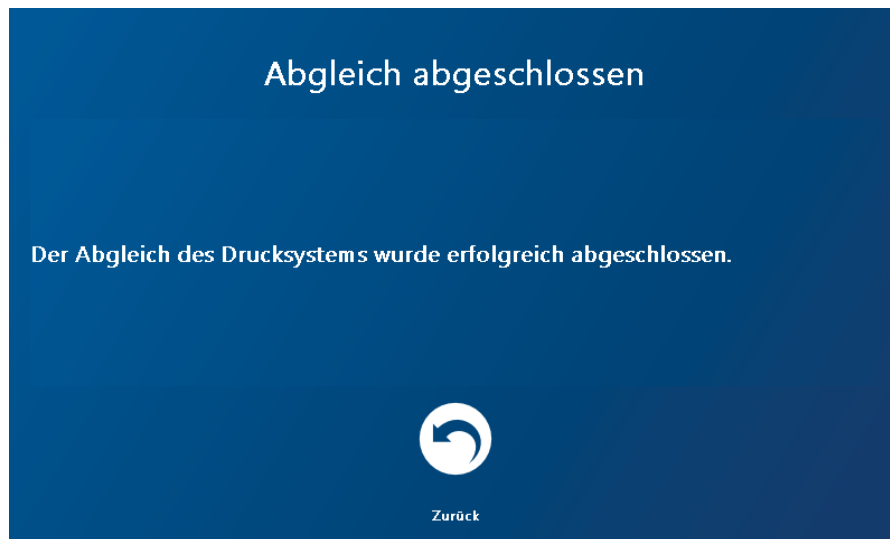 Abgleich abgeschlossen
Der Abgleich des Drucksystems wurde erfolgreich abgeschlossen.
Zurück